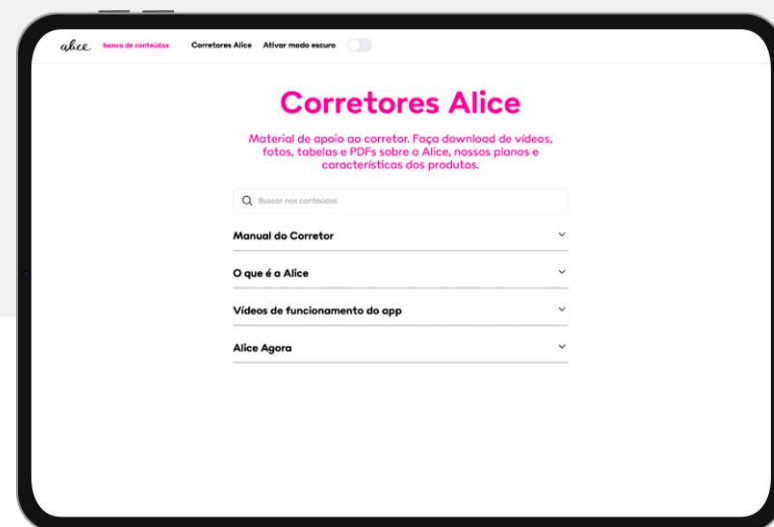 alice banco de conteúdos Corretores Alice Ativar modo escuro
Corretores Alice
Material de apoio ao corretor. Faça download de vídeos,
fotos, tabelas e PDFs sobre a Alice, nossos planos e
características dos produtos.
Buscar nos conteúdos
Manual do Corretor
O que é a Alice
Vídeos de funcionamento do app
Alice Agora